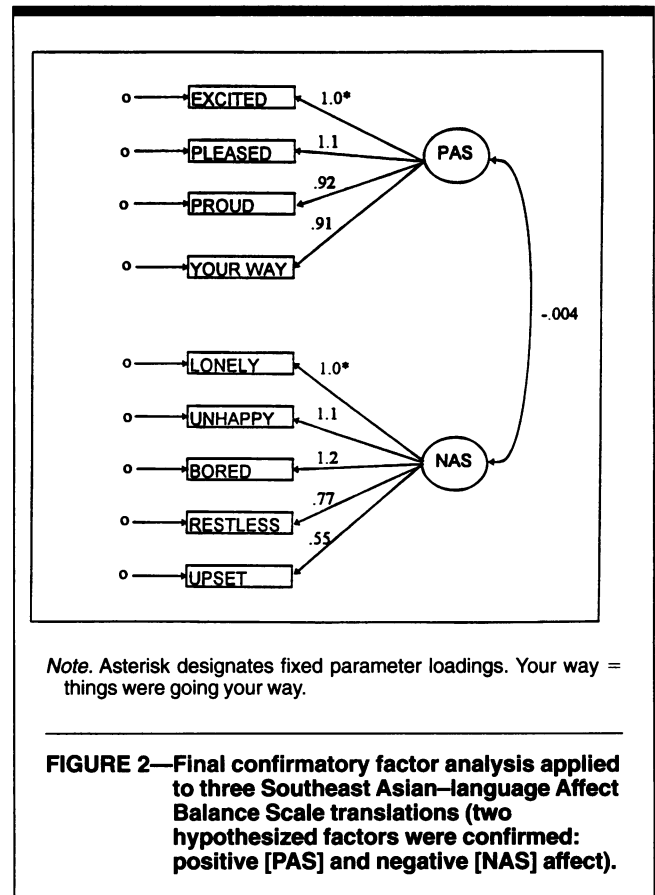 o EXCITED 1.0*
o PLEASED 1.1 PAS
o PROUD .92
.91
o YOUR WAY
-.004
o LONELY 1.0*
o UNHAPPY 1.1
o BORED 1.2 NAS
.77
o RESTLESS
.55
o UPSET
Note. Asterisk designates fixed parameter loadings. Your way =
things were going your way.
FIGURE 2—Final confirmatory factor analysis applied
to three Southeast Asian–language Affect
Balance Scale translations (two
hypothesized factors were confirmed:
positive [PAS] and negative [NAS] affect).